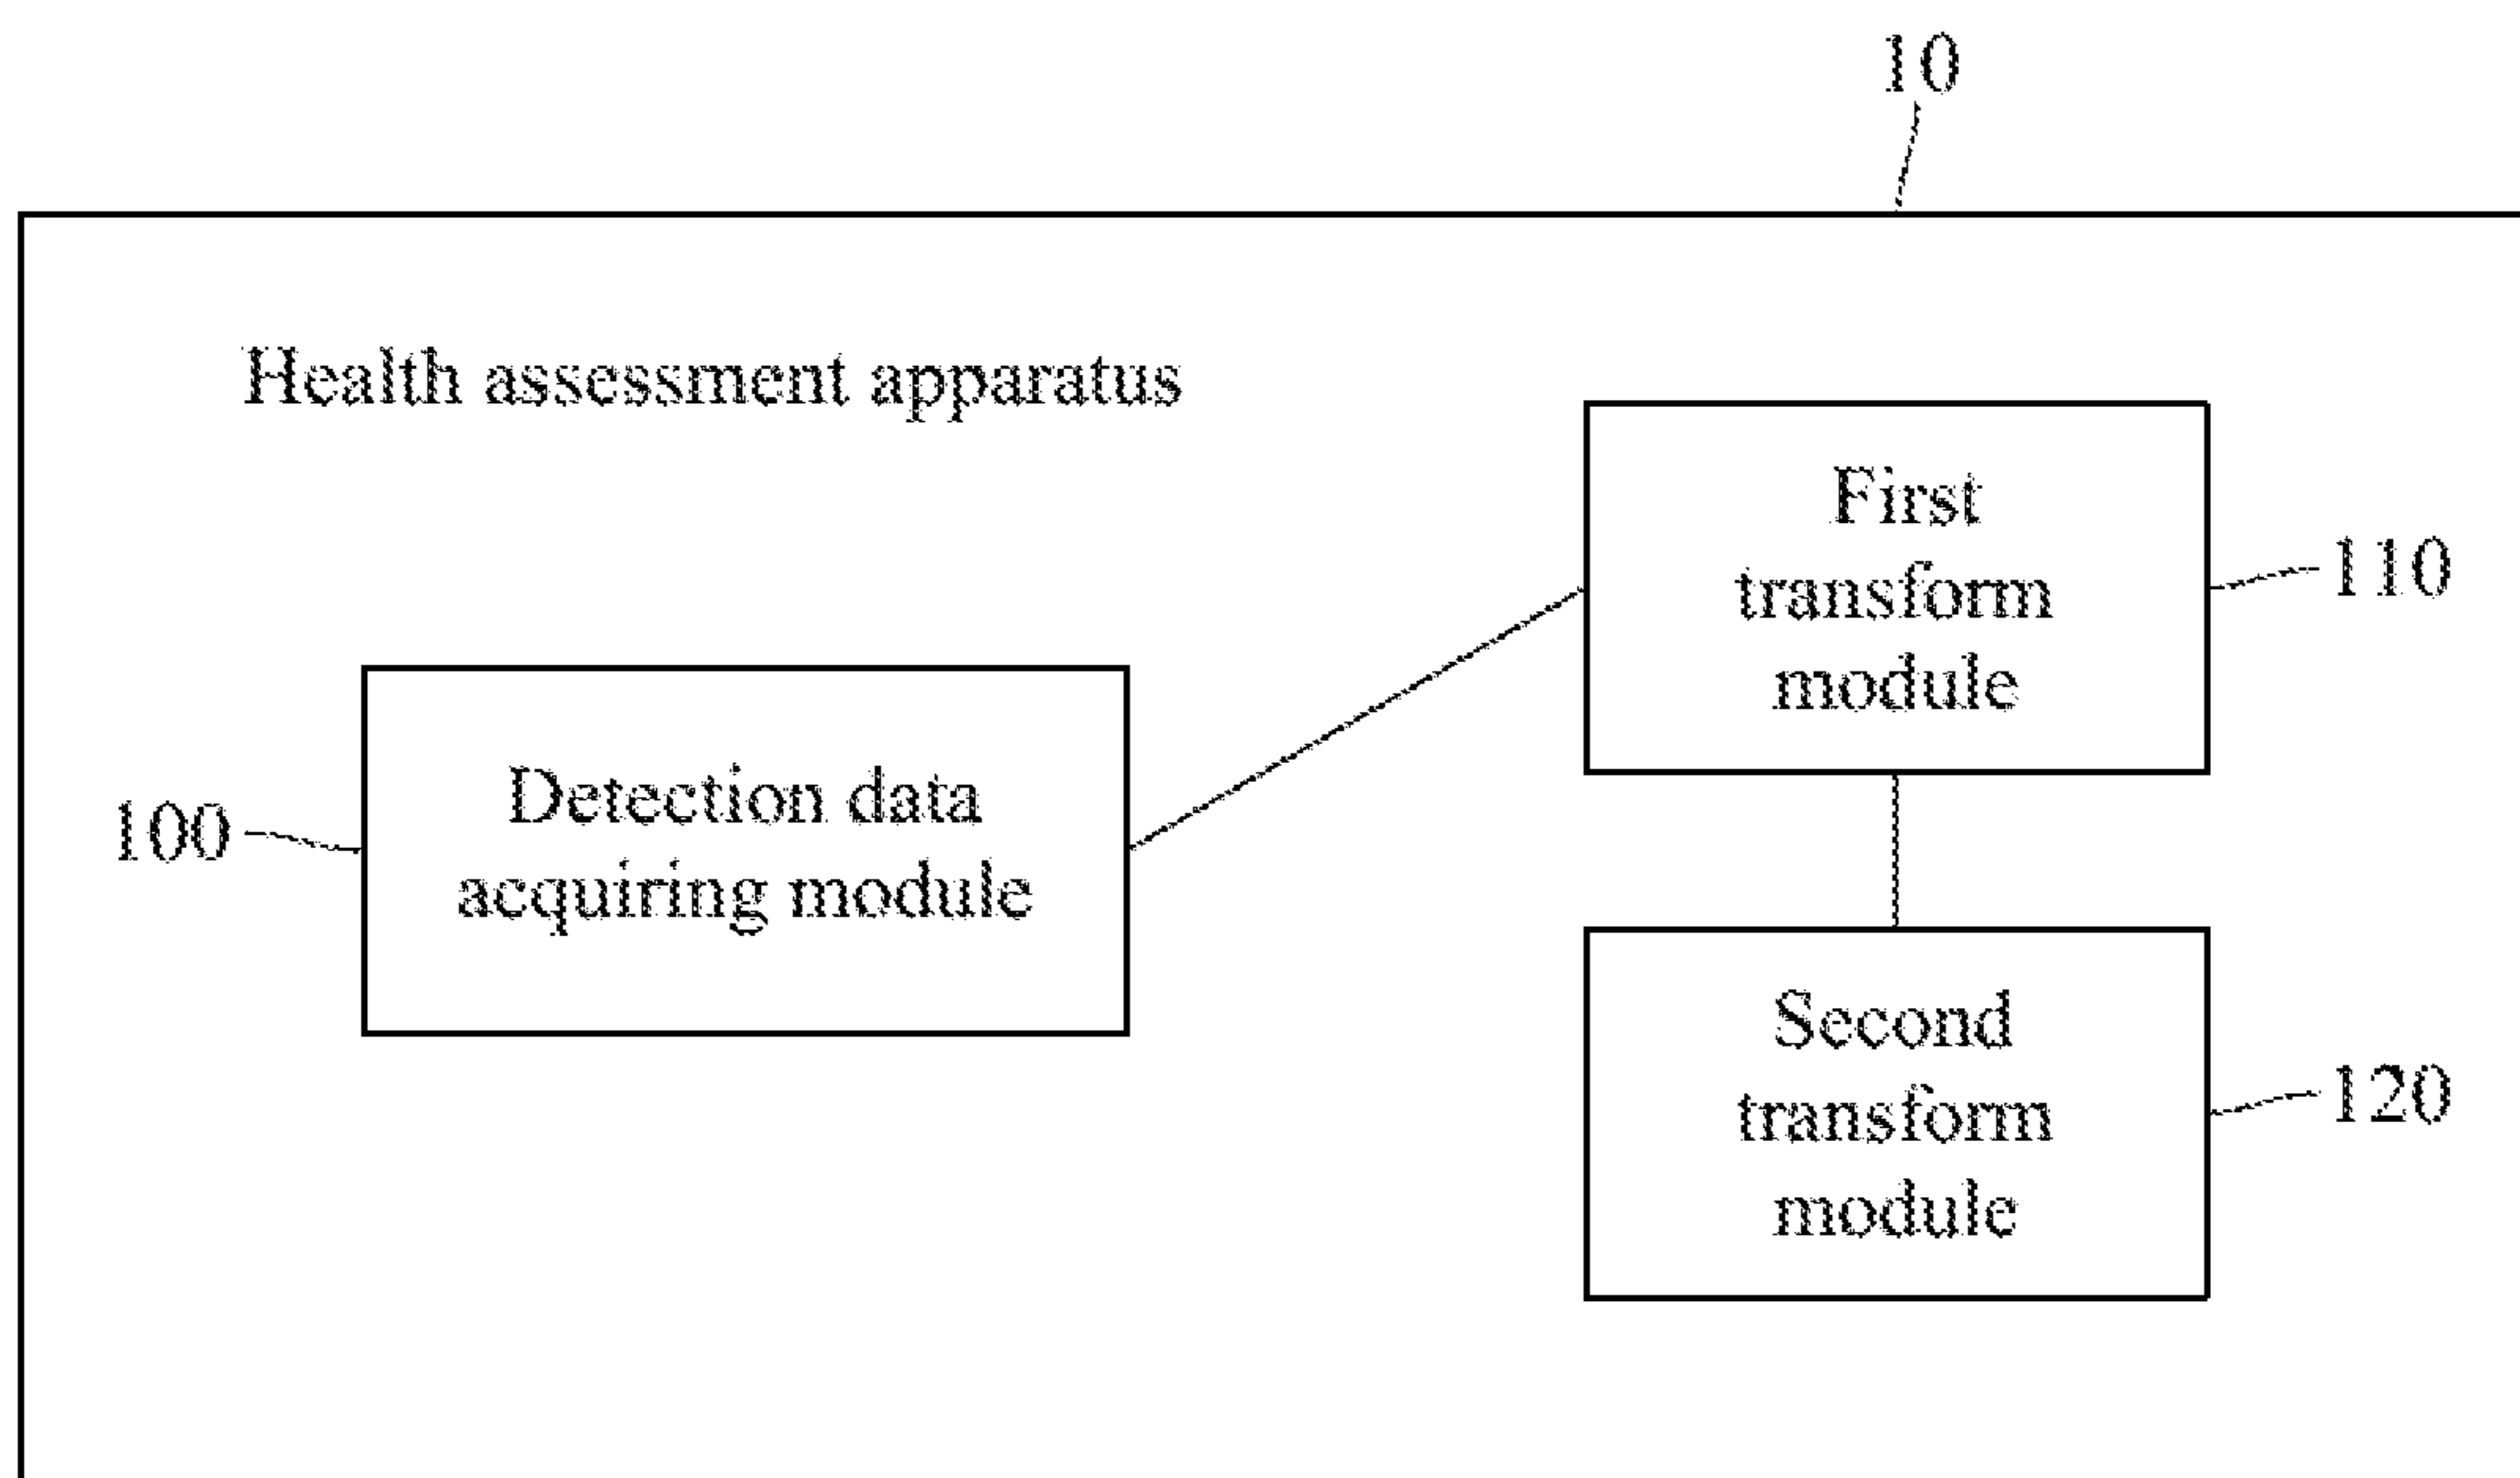 10
Health assessment apparatus
First
transform
module
110
Detection data
acquiring module
100
Second
transform
module
120